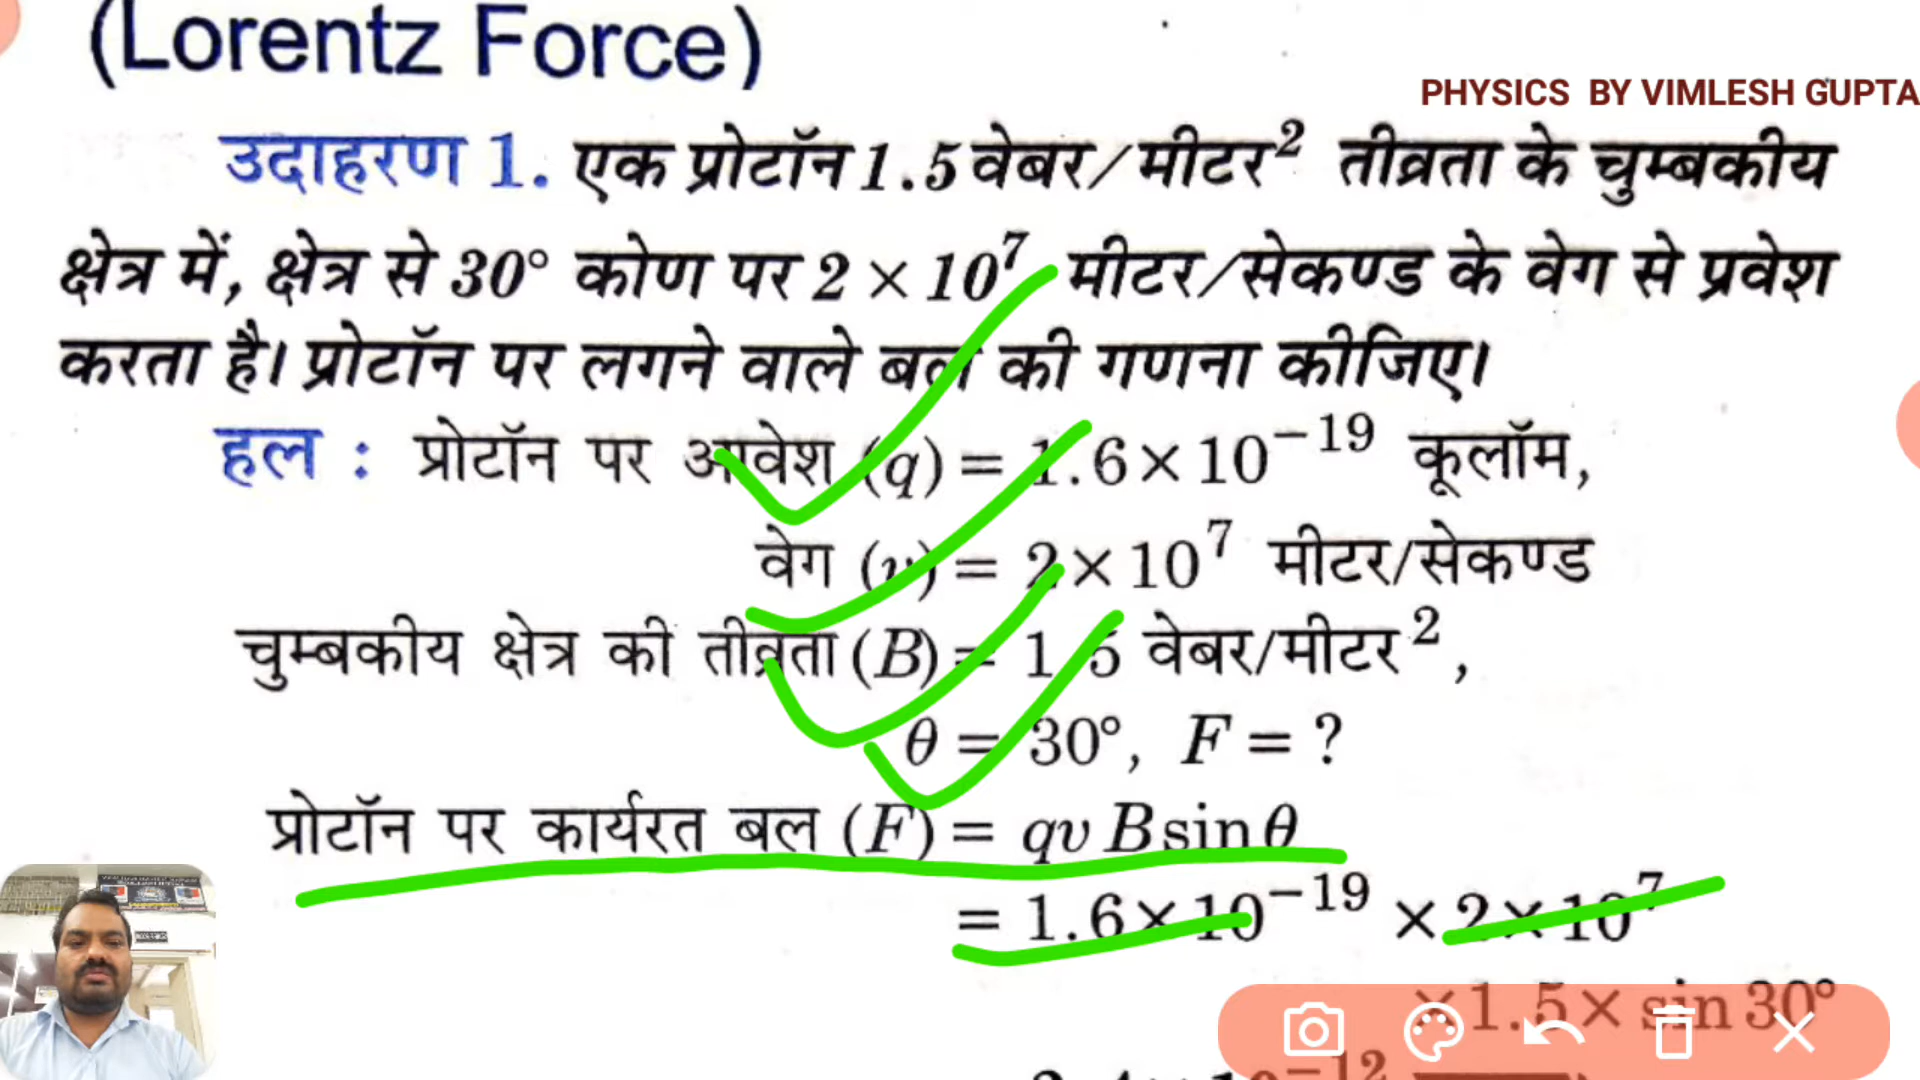 (Lorentz Force)
PHYSICS BY VIMLESH GUPTA
उदाहरण 1. एक प्रोटॉन 1.5 वेबर/मीटर² तीव्रता के चुम्बकीय
क्षेत्र में, क्षेत्र से 30° कोण पर 2 × 10⁷ मीटर/सेकण्ड के वेग से प्रवेश
करता है। प्रोटॉन पर लगने वाले बल की गणना कीजिए।
हल : प्रोटॉन पर आवेश (q) = 1.6×10⁻¹⁹ कूलॉम,
वेग (v) = 2×10⁷ मीटर/सेकण्ड
चुम्बकीय क्षेत्र की तीव्रता (B) = 1.5 वेबर/मीटर²,
θ = 30°, F = ?
प्रोटॉन पर कार्यरत बल (F) = qv B sin θ
= 1.6×10⁻¹⁹ × 2×10⁷
×1.5× sin 30°